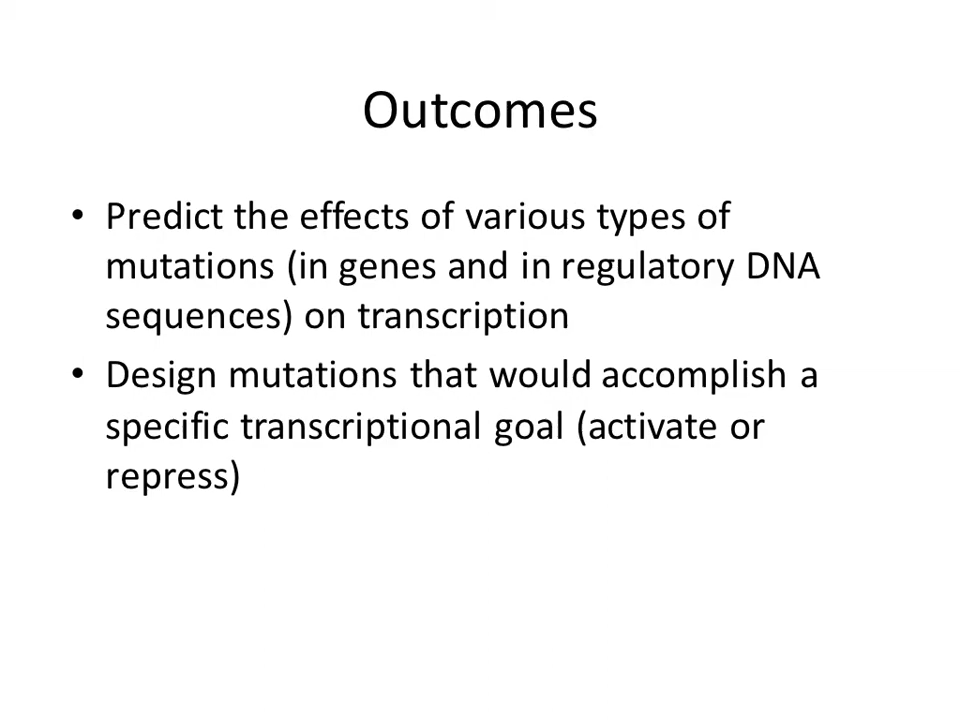 Outcomes
• Predict the effects of various types of
mutations (in genes and in regulatory DNA
sequences) on transcription
• Design mutations that would accomplish a
specific transcriptional goal (activate or
repress)